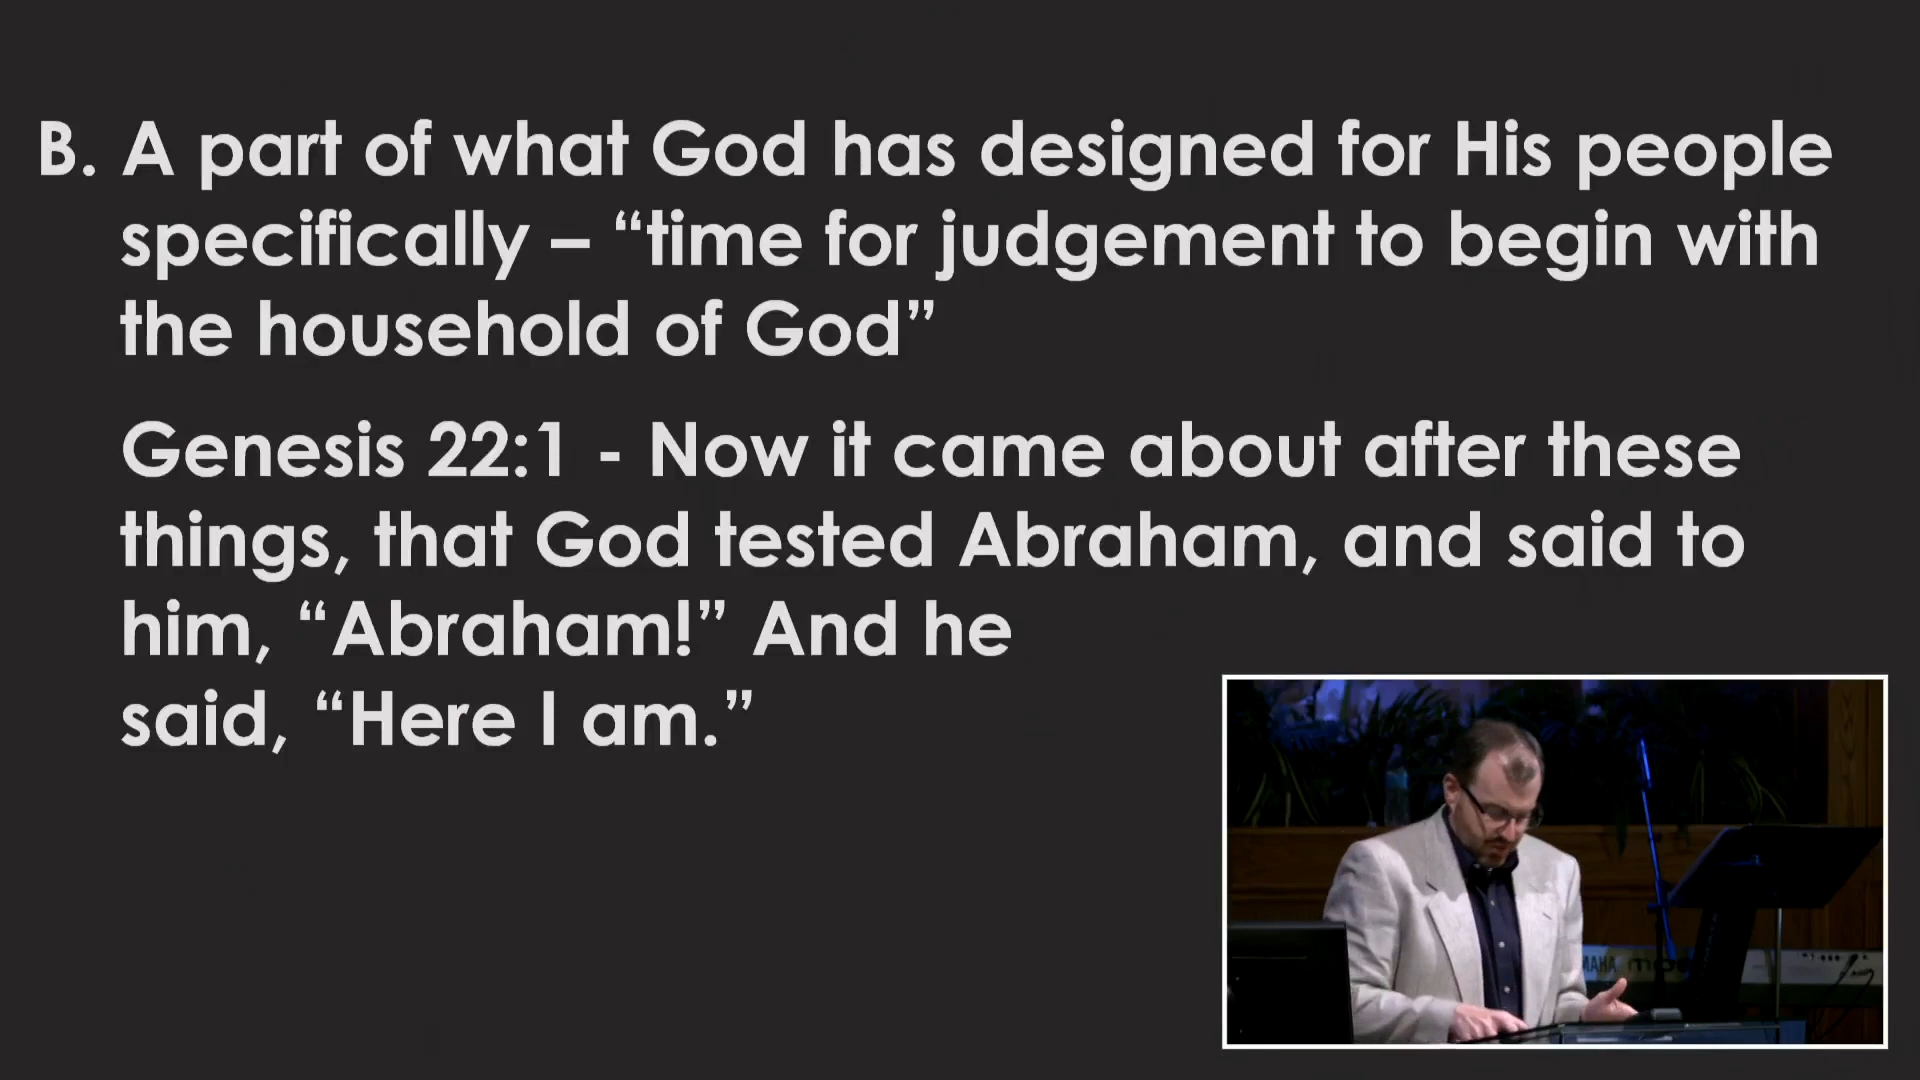 B. A part of what God has designed for His people
specifically – “time for judgement to begin with
the household of God”
Genesis 22:1 - Now it came about after these
things, that God tested Abraham, and said to
him, “Abraham!” And he
said, “Here I am.”